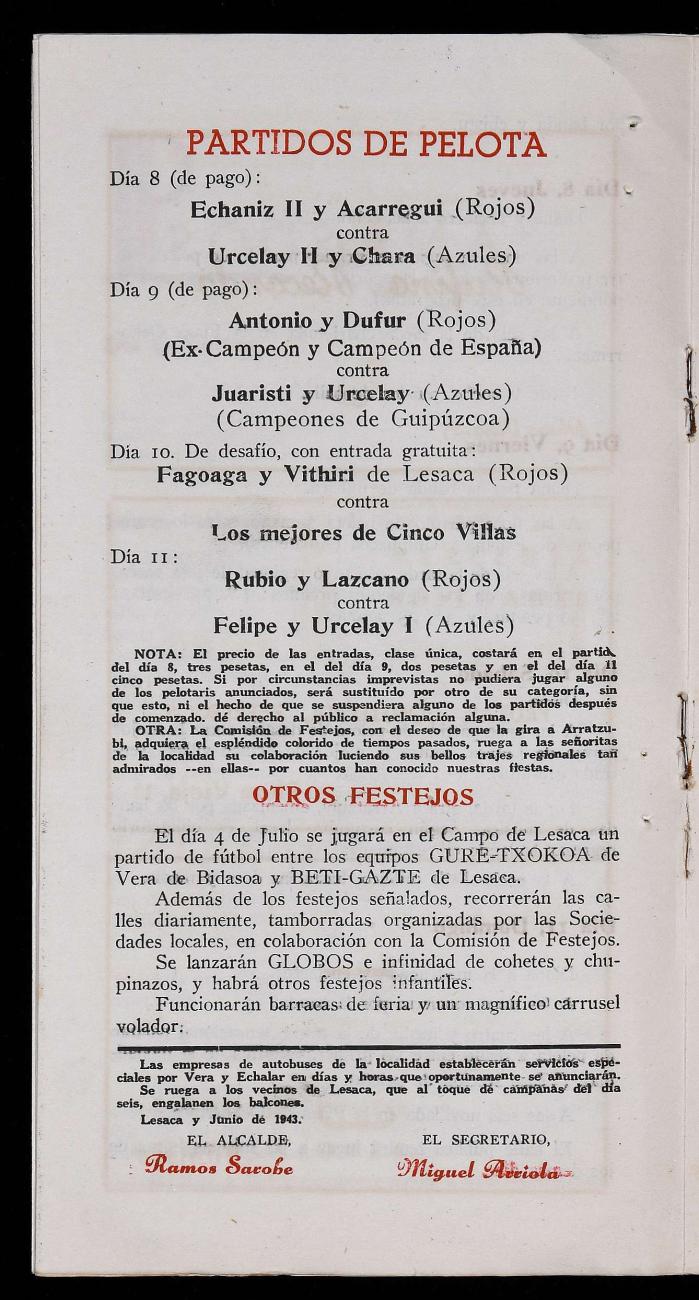 PARTIDOS DE PELOTA
Día 8 (de pago):
Echaniz II y Acarregui (Rojos)
contra
Urcelay II y Chara (Azules)
Día 9 (de pago):
Antonio y Dufur (Rojos)
(Ex-Campeón y Campeón de España)
contra
Juaristi y Urcelay (Azules)
(Campeones de Guipúzcoa)
Día 10. De desafío, con entrada gratuita:
Fagoaga y Vithiri de Lesaca (Rojos)
contra
Los mejores de Cinco Villas
Día 11:
Rubio y Lazcano (Rojos)
contra
Felipe y Urcelay I (Azules)
NOTA: El precio de las entradas, clase única, costará en el partido
del día 8, tres pesetas, en el del día 9, dos pesetas y en el del día 11
cinco pesetas. Si por circunstancias imprevistas no pudiera jugar alguno
de los pelotaris anunciados, será sustituído por otro de su categoría, sin
que esto, ni el hecho de que se suspendiera alguno de los partidos después
de comenzado. dé derecho al público a reclamación alguna.
OTRA: La Comisión de Festejos, con el deseo de que la gira a Arratzu-
bi, adquiera el espléndido colorido de tiempos pasados, ruega a las señoritas
de la localidad su colaboración luciendo sus bellos trajes regionales tan
admirados --en ellas-- por cuantos han conocido nuestras fiestas.
OTROS FESTEJOS
El día 4 de Julio se jugará en el Campo de Lesaca un
partido de fútbol entre los equipos GURE-TXOKOA de
Vera de Bidasoa y BETI-GAZTE de Lesaca.
Además de los festejos señalados, recorrerán las ca-
lles diariamente, tamborradas organizadas por las Socie-
dades locales, en colaboración con la Comisión de Festejos.
Se lanzarán GLOBOS e infinidad de cohetes y chu-
pinazos, y habrá otros festejos infantiles.
Funcionarán barracas de feria y un magnífico carrusel
volador.
Las empresas de autobuses de la localidad establecerán servicios espe-
ciales por Vera y Echalar en días y horas que oportunamente se anunciarán.
Se ruega a los vecinos de Lesaca, que al toque de campanas del día
seis, engalanen los balcones.
Lesaca y Junio de 1943.
EL ALCALDE, EL SECRETARIO,
Ramos Sarobe Miguel Arriola